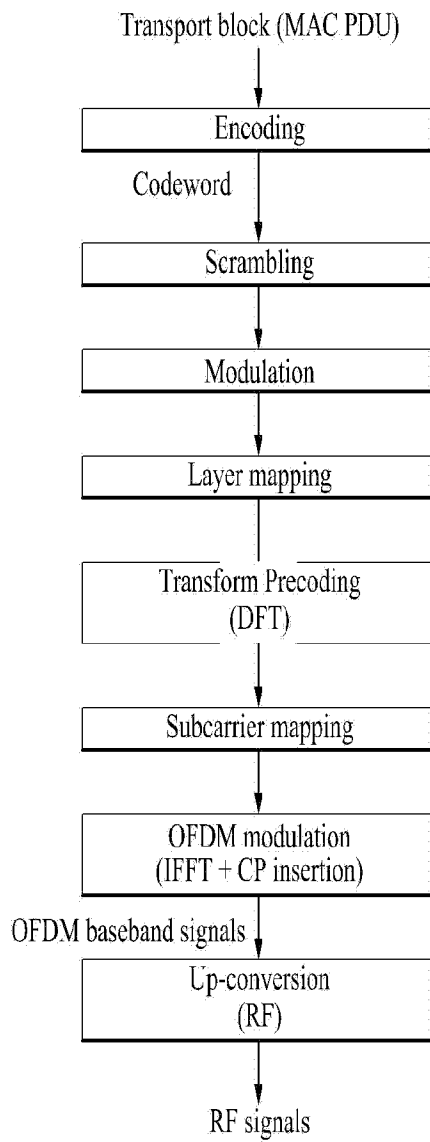 Transport block (MAC PDU)
Encoding
Codeword
Scrambling
Modulation
Layer mapping
Transform Precoding
(DFT)
Subcarrier mapping
OFDM modulation
(IFFT + CP insertion)
OFDM baseband signals
Up-conversion
(RF)
RF signals